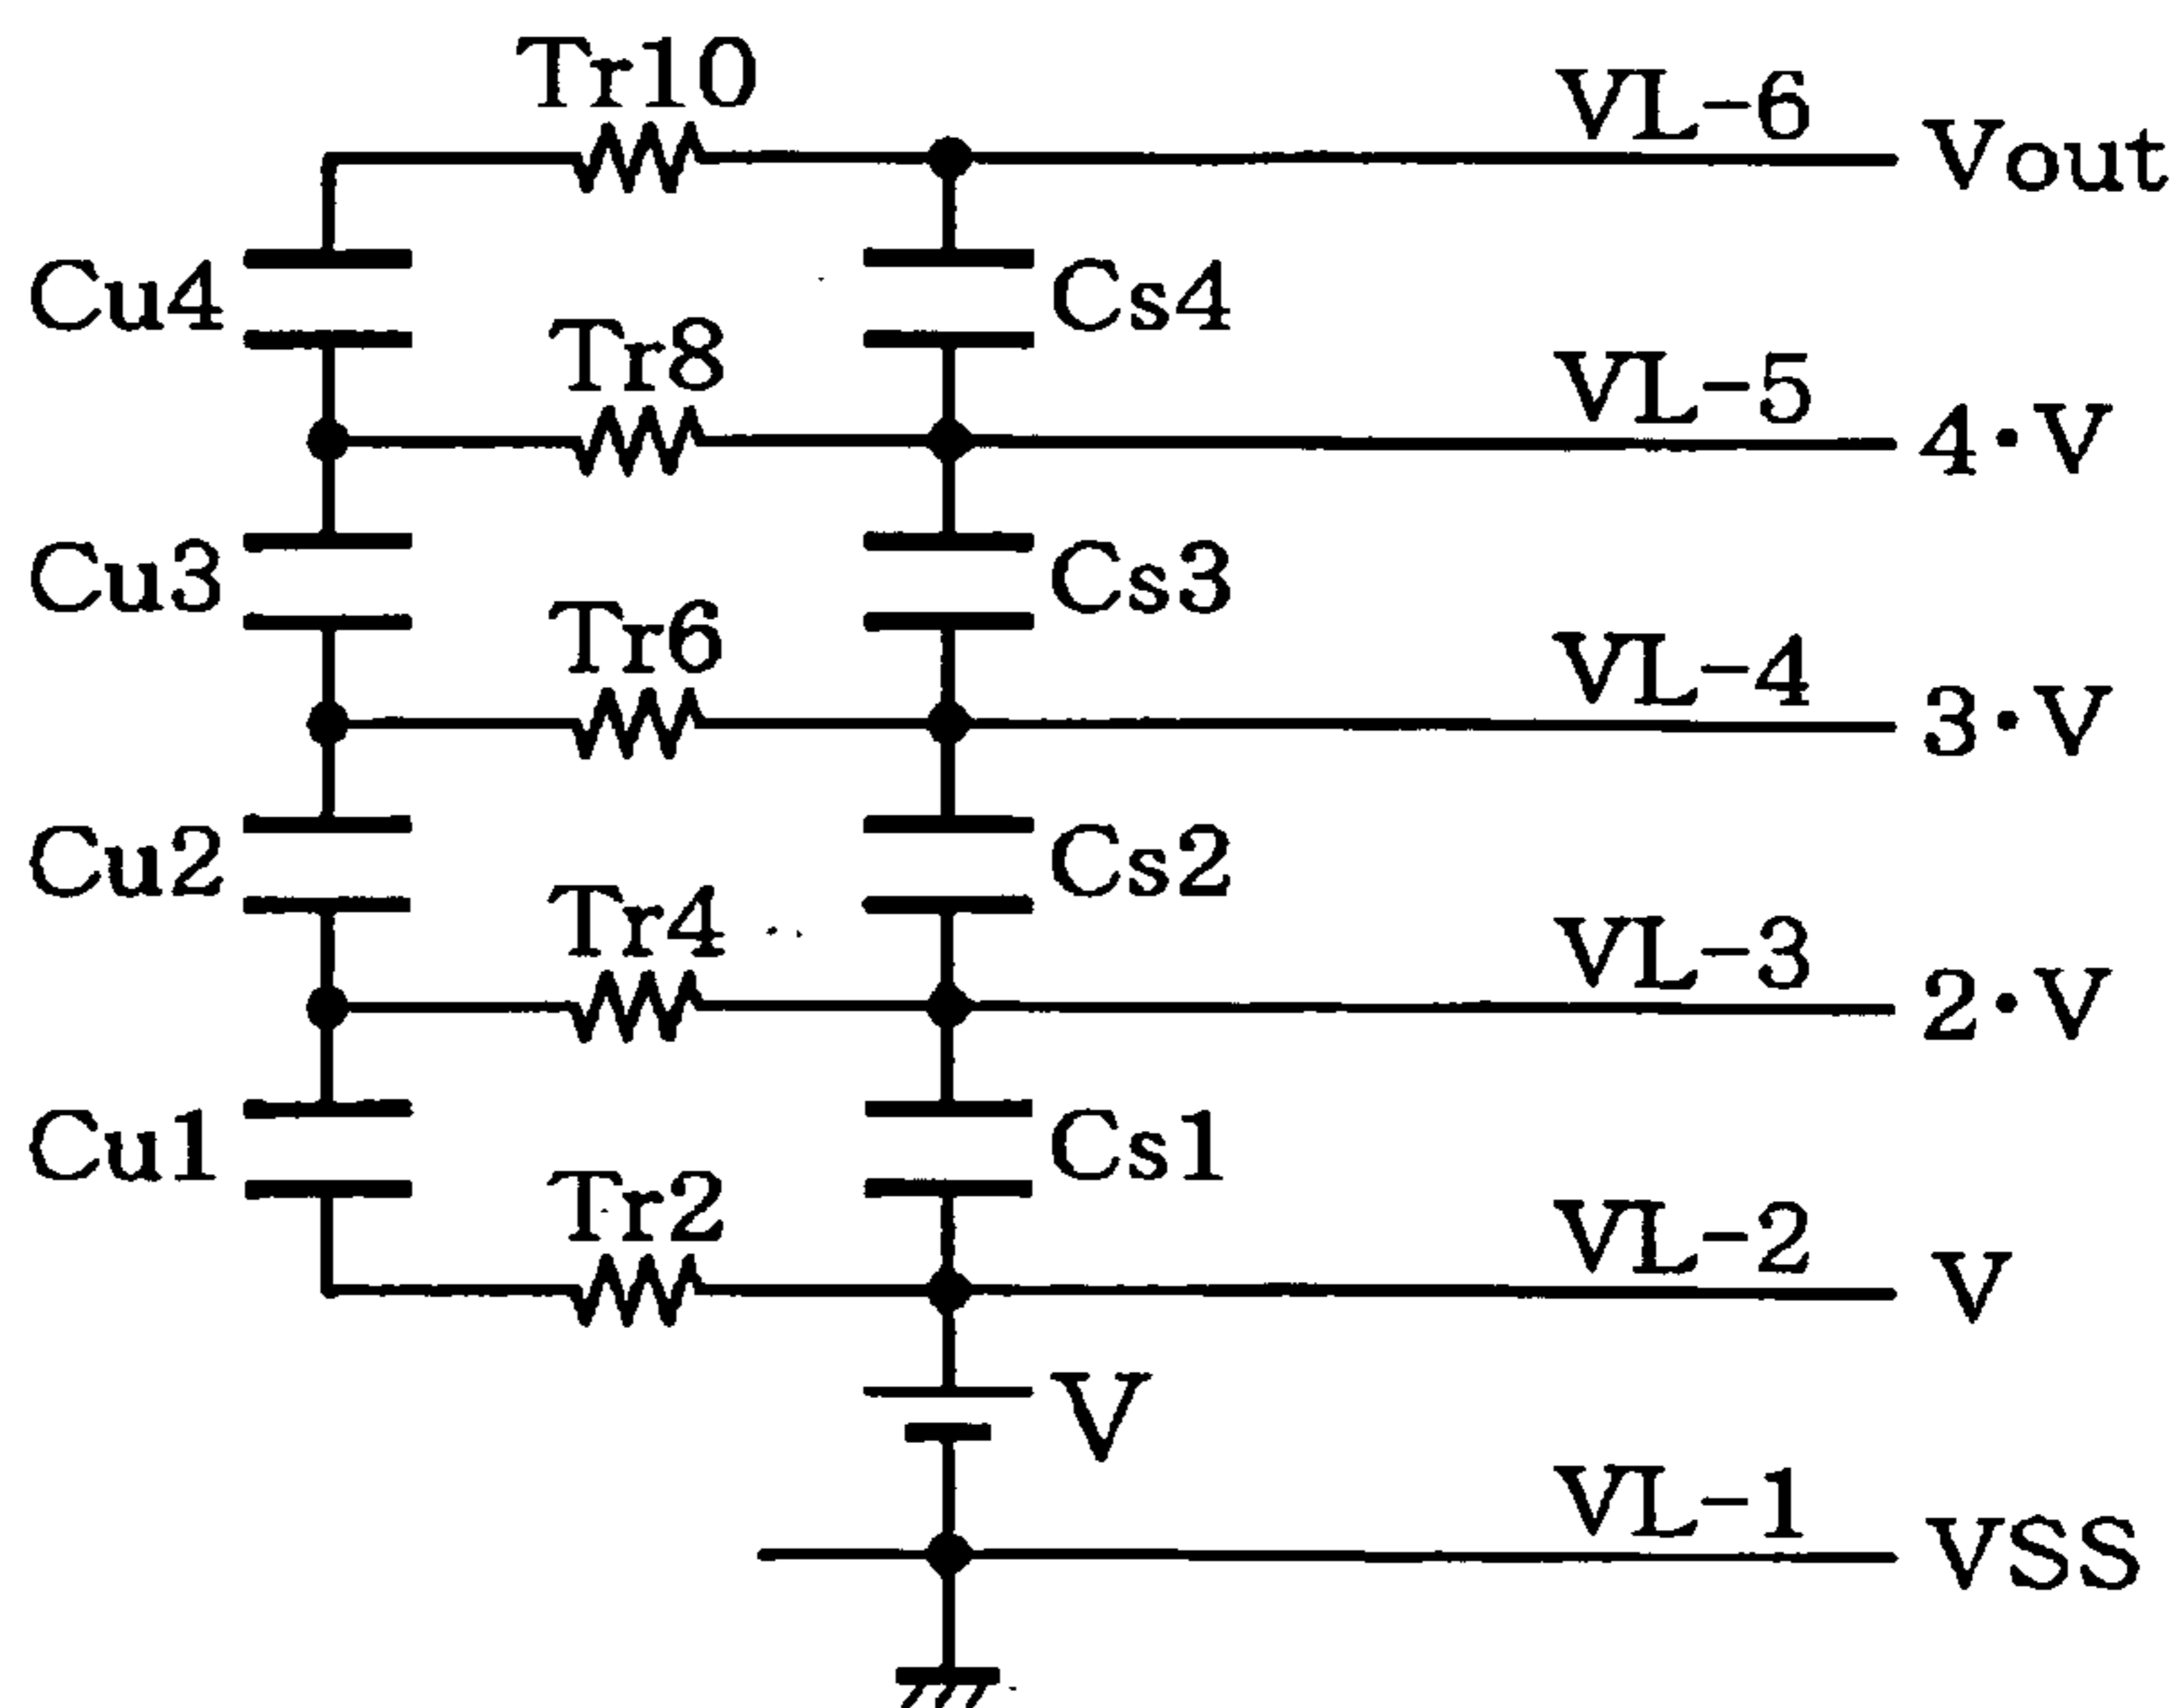 Tr10
VL-6
Vout
Cu4
Cs4
Tr8
VL-5
4·V
Cu3
Cs3
Tr6
VL-4
3·V
Cu2
Cs2
Tr4
VL-3
2·V
Cu1
Cs1
Tr2
VL-2
V
V
VL-1
VSS